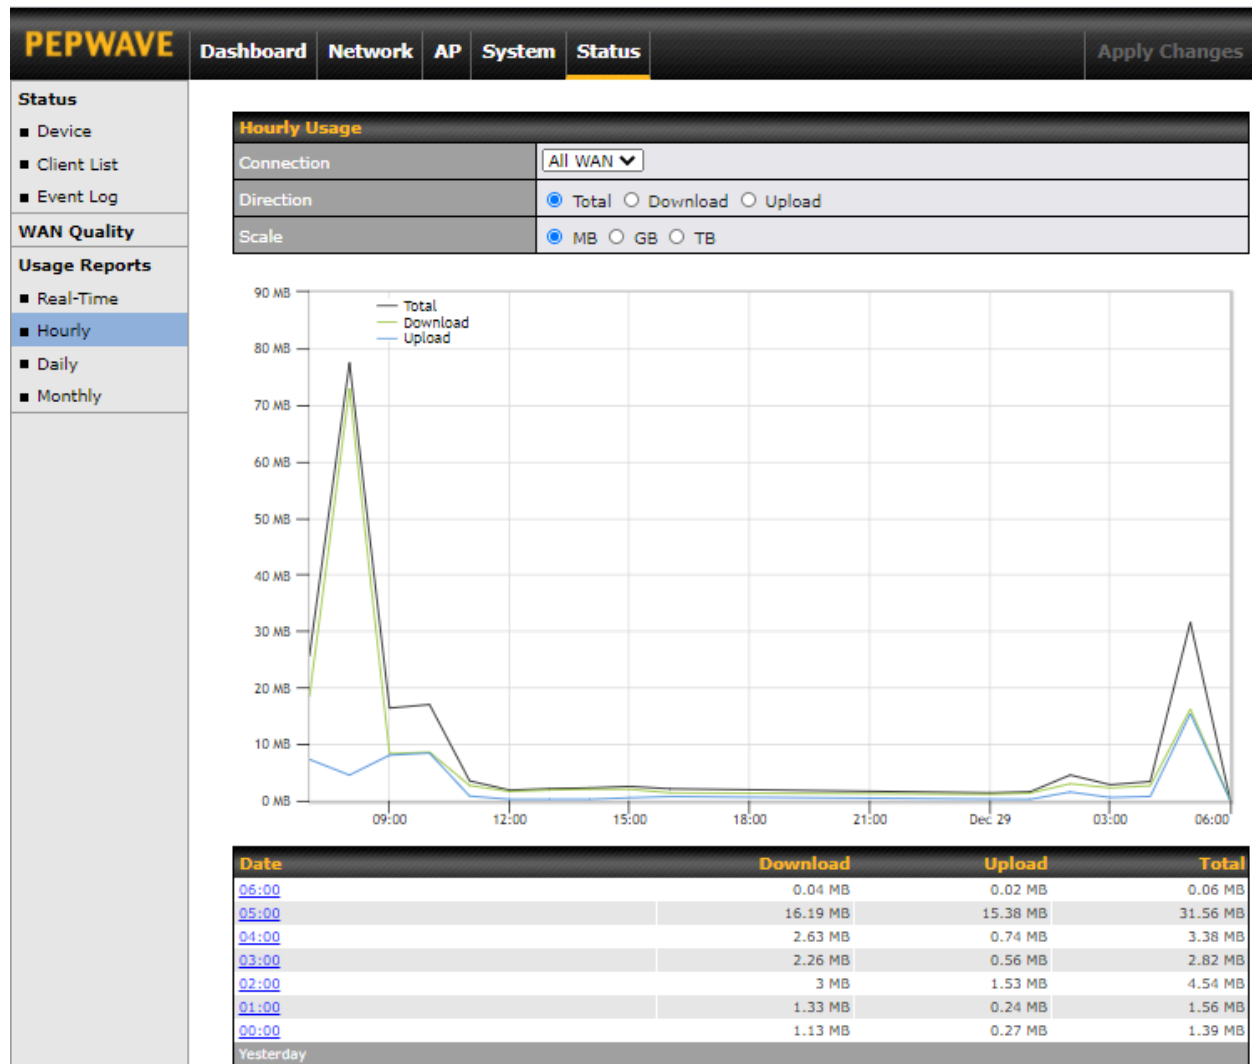 PEPWAVE Dashboard Network AP System Status Apply Changes
Status
Device
Client List
Event Log
WAN Quality
Usage Reports
Real-Time
Hourly
Daily
Monthly
Hourly Usage
Connection All WAN
Direction Total Download Upload
Scale MB GB TB
90 MB
80 MB
70 MB
60 MB
50 MB
40 MB
30 MB
20 MB
10 MB
0 MB
Total
Download
Upload
09:00 12:00 15:00 18:00 21:00 Dec 29 03:00 06:00
Date Download Upload Total
06:00 0.04 MB 0.02 MB 0.06 MB
05:00 16.19 MB 15.38 MB 31.56 MB
04:00 2.63 MB 0.74 MB 3.38 MB
03:00 2.26 MB 0.56 MB 2.82 MB
02:00 3 MB 1.53 MB 4.54 MB
01:00 1.33 MB 0.24 MB 1.56 MB
00:00 1.13 MB 0.27 MB 1.39 MB
Yesterday